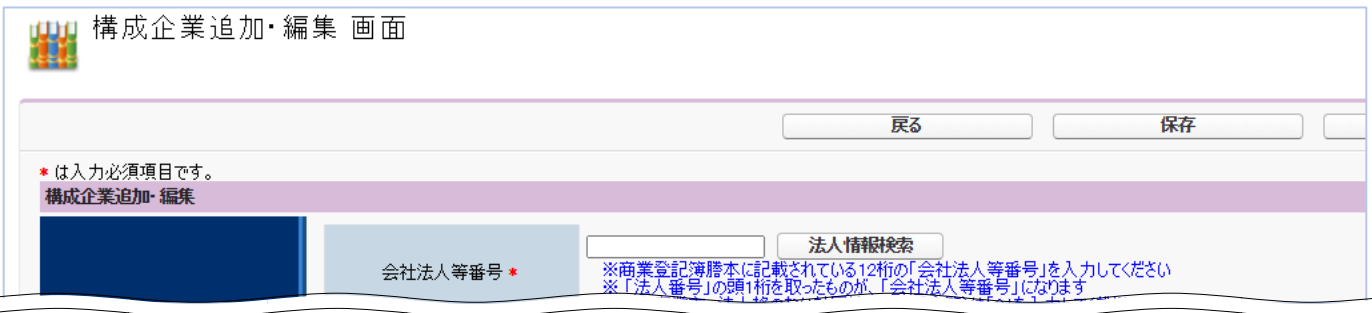 構成企業追加・編集 画面
戻る
保存
* は入力必須項目です。
構成企業追加・編集
会社法人等番号 *
法人情報検索
※商業登記簿謄本に記載されている12桁の「会社法人等番号」を入力してください
※「法人番号」の頭1桁を取ったものが、「会社法人等番号」になります